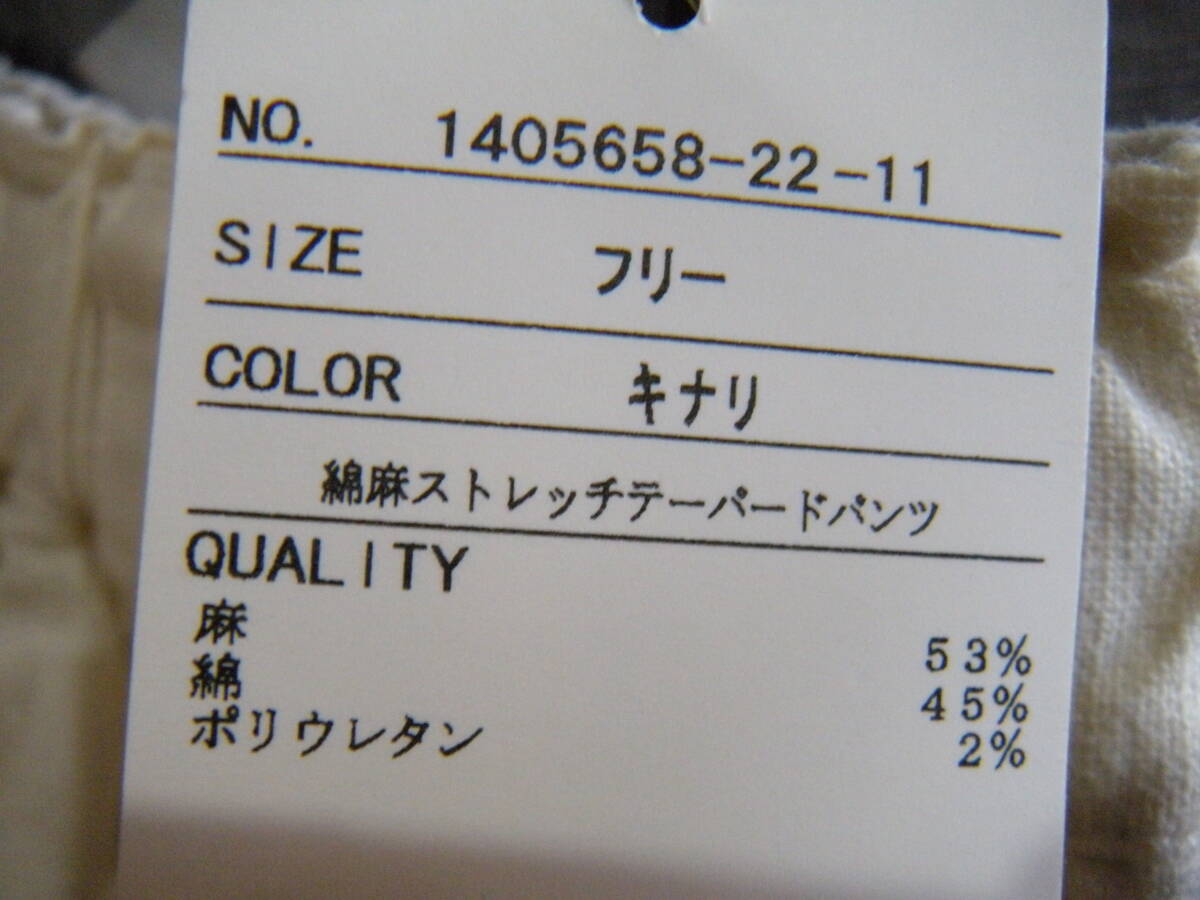 NO. 1405658-22-11
SIZE フリー
COLOR キナリ
綿麻ストレッチテーパードパンツ
QUALITY
麻 53%
綿 45%
ポリウレタン 2%